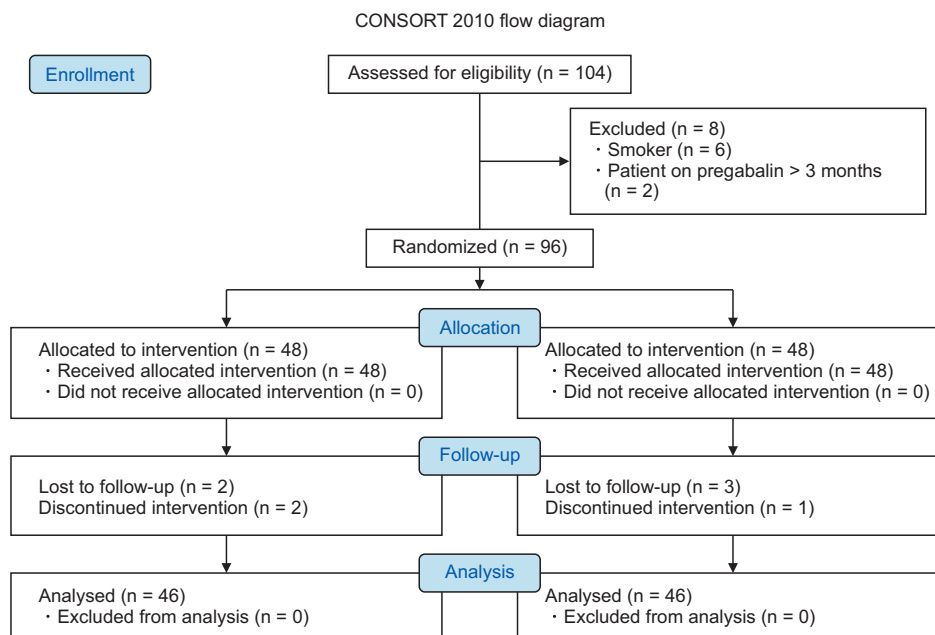 CONSORT 2010 flow diagram
Enrollment
Assessed for eligibility (n = 104)
Excluded (n = 8)
· Smoker (n = 6)
· Patient on pregabalin > 3 months
(n = 2)
Randomized (n = 96)
Allocation
Allocated to intervention (n = 48)
· Received allocated intervention (n = 48)
· Did not receive allocated intervention (n = 0)
Allocated to intervention (n = 48)
· Received allocated intervention (n = 48)
· Did not receive allocated intervention (n = 0)
Follow-up
Lost to follow-up (n = 2)
Discontinued intervention (n = 2)
Lost to follow-up (n = 3)
Discontinued intervention (n = 1)
Analysis
Analysed (n = 46)
· Excluded from analysis (n = 0)
Analysed (n = 46)
· Excluded from analysis (n = 0)